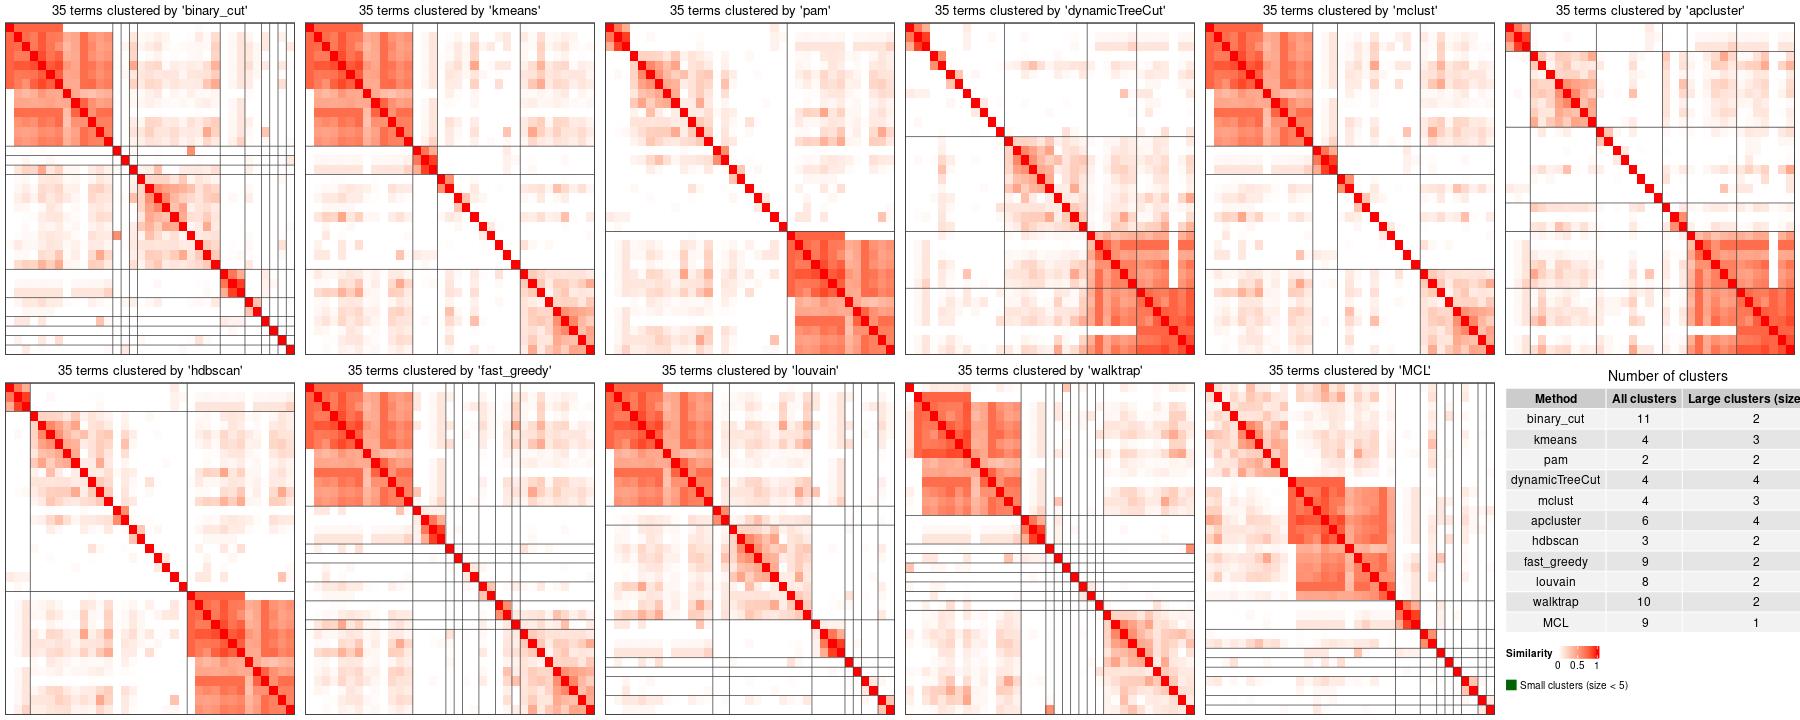 35 terms clustered by 'binary_cut'
35 terms clustered by 'kmeans'
35 terms clustered by 'pam'
35 terms clustered by 'dynamicTreeCut'
35 terms clustered by 'mclust'
35 terms clustered by 'apcluster'
35 terms clustered by 'hdbscan'
35 terms clustered by 'fast_greedy'
35 terms clustered by 'louvain'
35 terms clustered by 'walktrap'
35 terms clustered by 'MCL'
Number of clusters
Method All clusters Large clusters (size
binary_cut 11 2
kmeans 4 3
pam 2 2
dynamicTreeCut 4 4
mclust 4 3
apcluster 6 4
hdbscan 3 2
fast_greedy 9 2
louvain 8 2
walktrap 10 2
MCL 9 1
Similarity
0 0.5 1
Small clusters (size < 5)